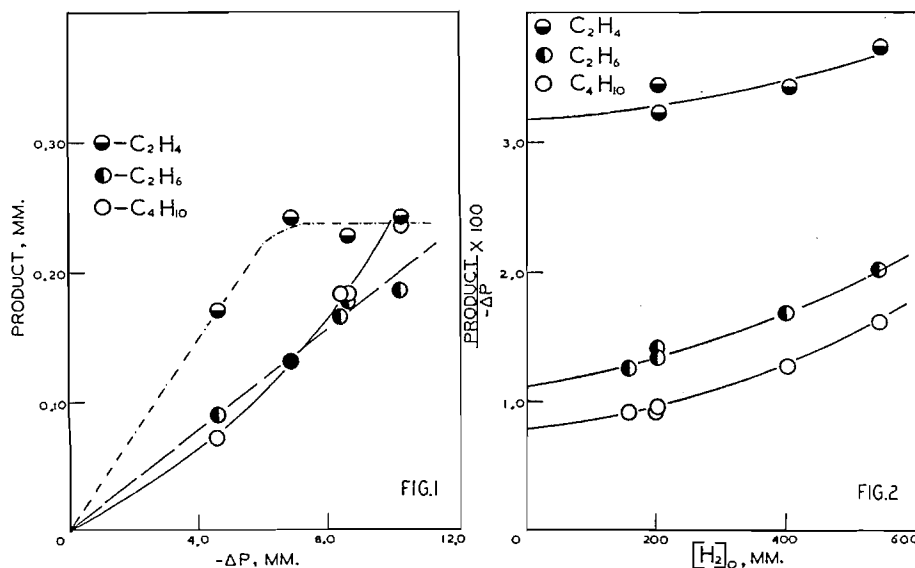 PRODUCT, MM.
0,30
0,20
0,10
0
4,0
8,0
12,0
-ΔP, MM.
-C₂H₄
-C₂H₆
-C₄H₁₀
FIG.1
PRODUCT X 100
-ΔP
3,0
2,0
1,0
0
200
400
600
[H₂]₀, MM.
C₂H₄
C₂H₆
C₄H₁₀
FIG.2